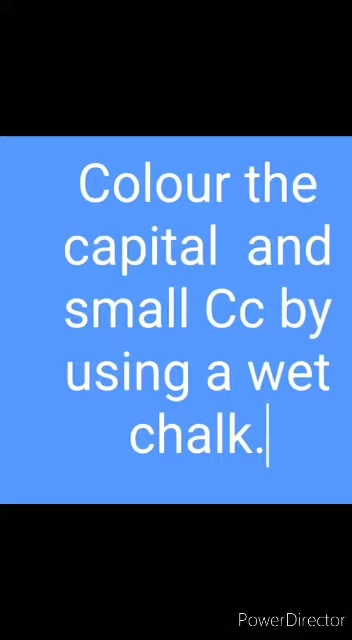 Colour the
capital  and
small Cc by
using a wet
chalk.
PowerDirector